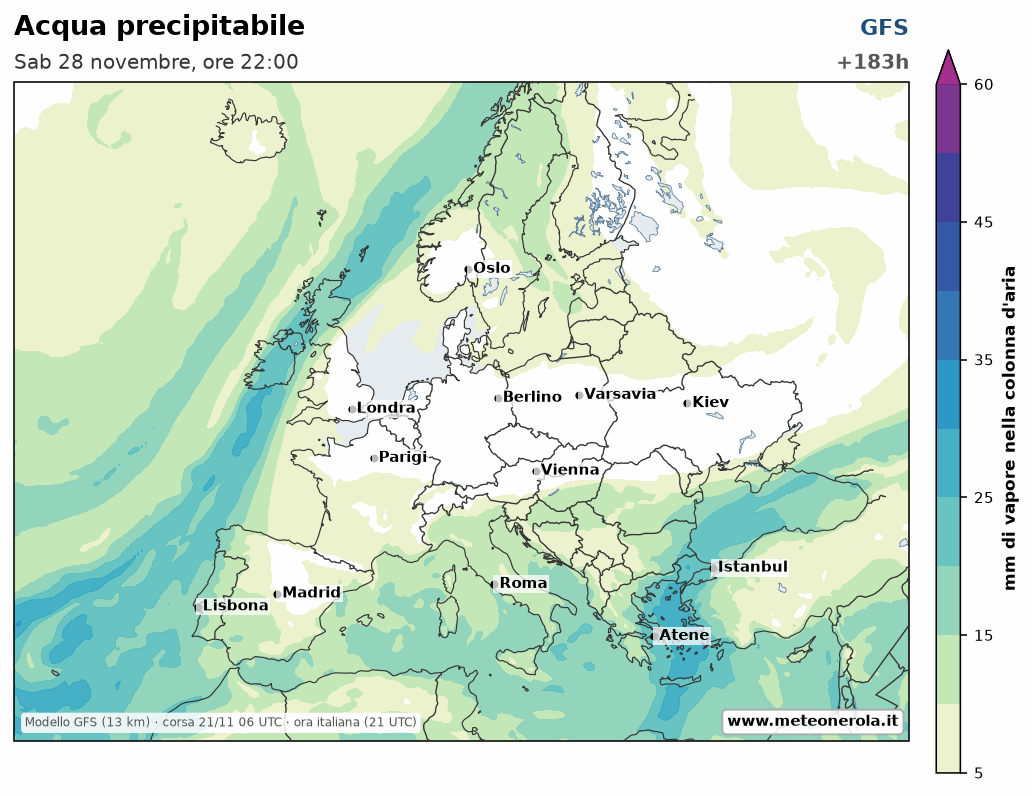 Acqua precipitabile
GFS
Sab 28 novembre, ore 22:00
+183h
60
45
35
25
15
5
mm di vapore nella colonna d'aria
Oslo
Berlino
Varsavia
Kiev
Londra
Parigi
Vienna
Istanbul
Roma
Madrid
Lisbona
Atene
Modello GFS (13 km) · corsa 21/11 06 UTC · ora italiana (21 UTC)
www.meteonerola.it